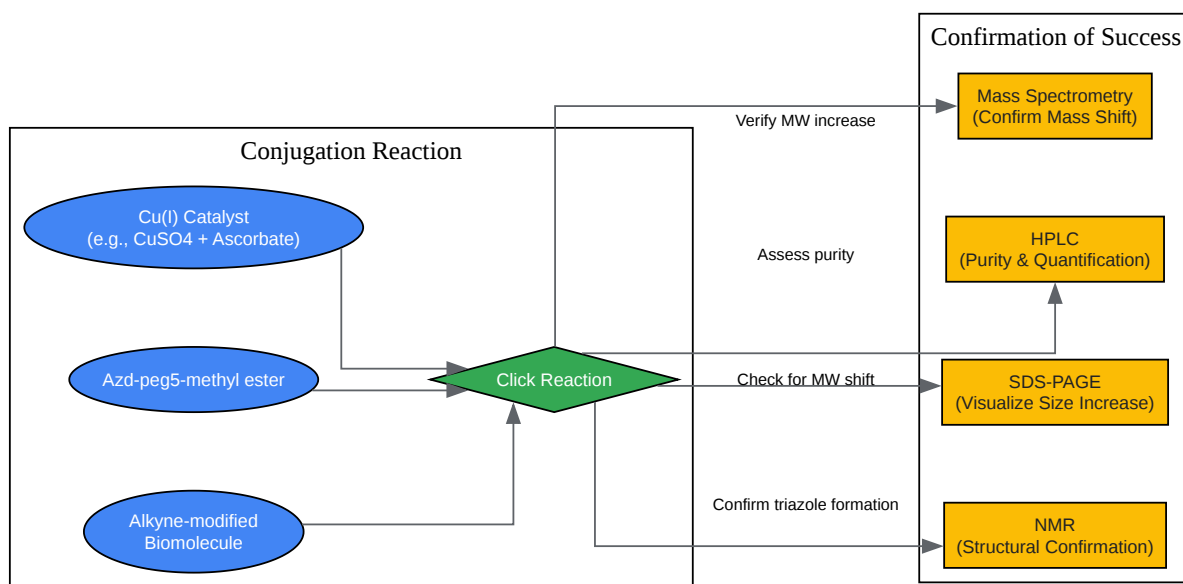 Conjugation Reaction
Cu(I) Catalyst
(e.g., CuSO4 + Ascorbate)
Azd-peg5-methyl ester
Alkyne-modified
Biomolecule
Click Reaction
Verify MW increase
Assess purity
Check for MW shift
Confirm triazole formation
Confirmation of Success
Mass Spectrometry
(Confirm Mass Shift)
HPLC
(Purity & Quantification)
SDS-PAGE
(Visualize Size Increase)
NMR
(Structural Confirmation)